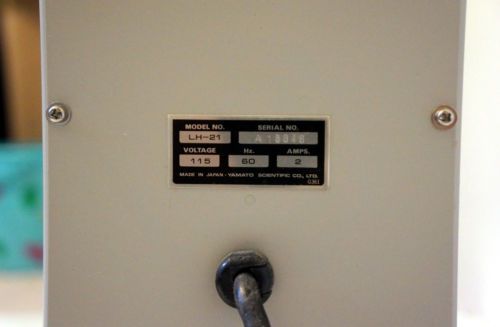 MODEL NO. SERIAL NO.
LH-21
VOLTAGE Hz. AMPS.
115 60 2
MADE IN JAPAN-YAMATO SCIENTIFIC CO., LTD.